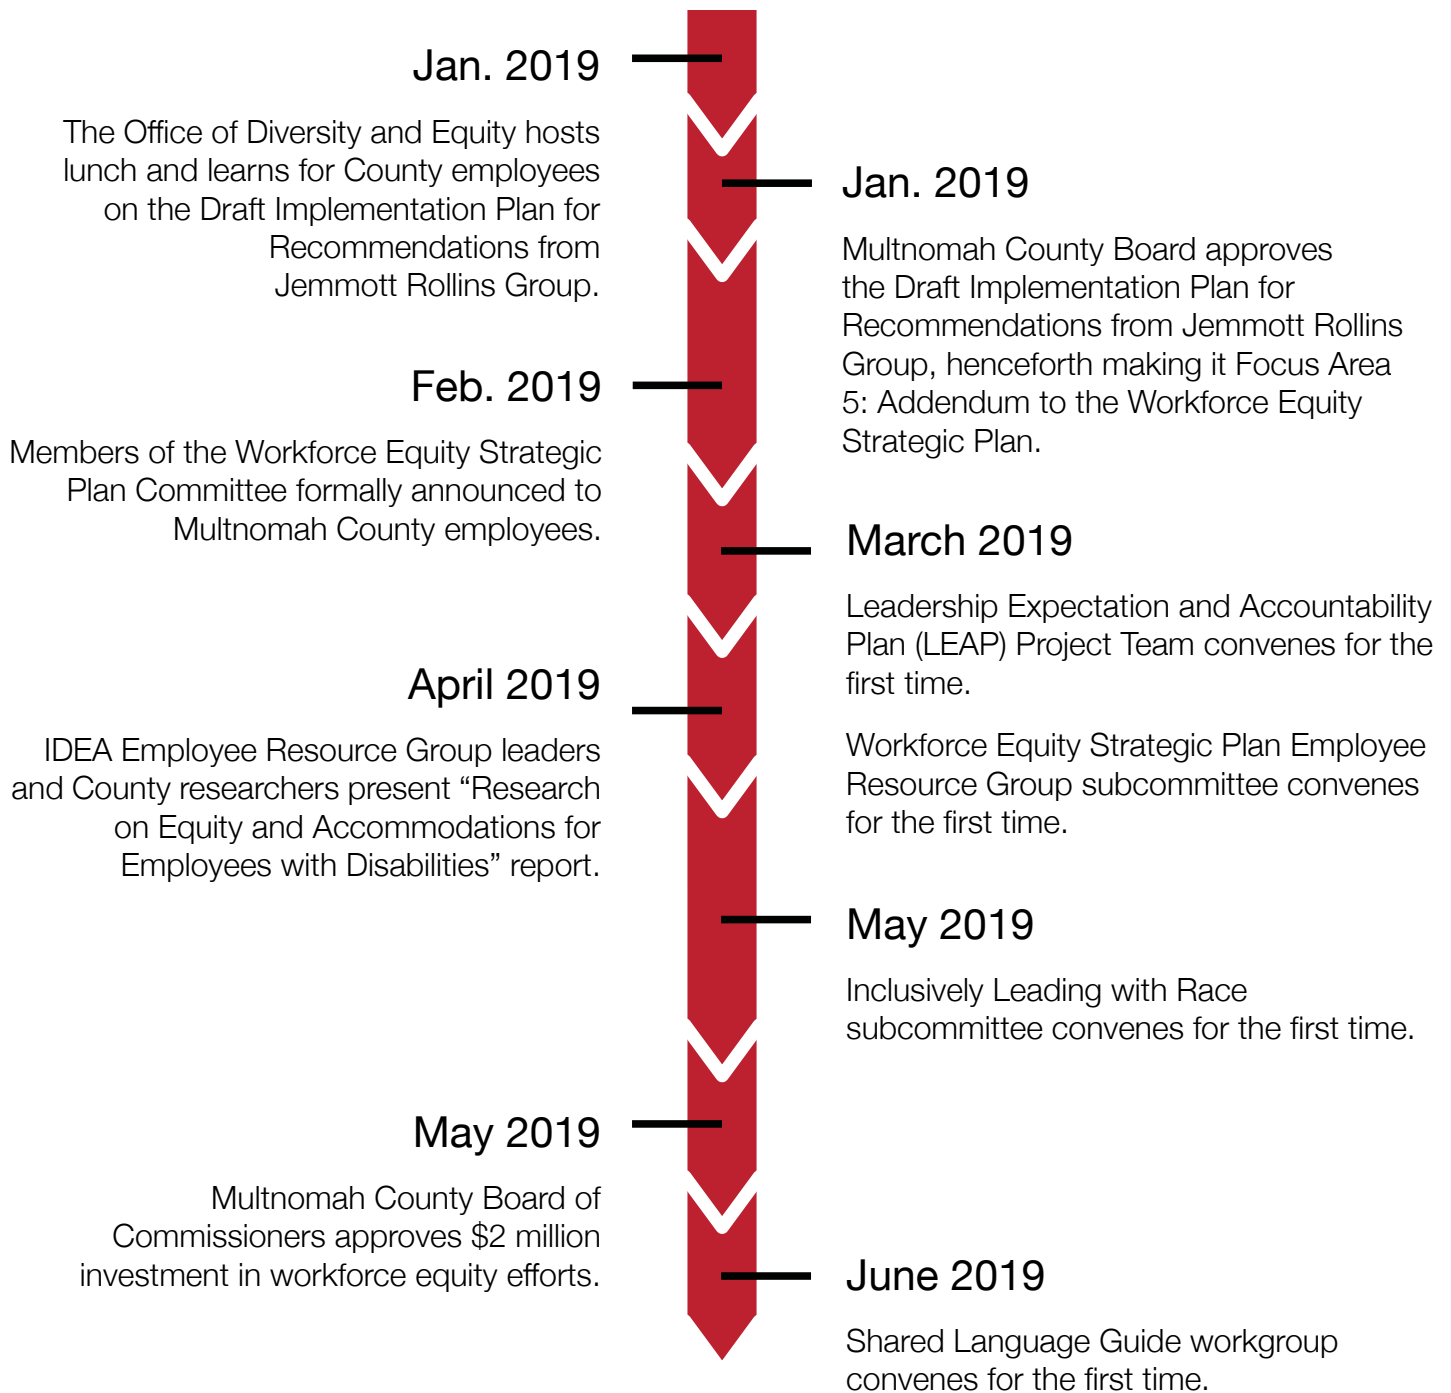 Jan. 2019
The Office of Diversity and Equity hosts
lunch and learns for County employees
on the Draft Implementation Plan for
Recommendations from
Jemmott Rollins Group.
Jan. 2019
Multnomah County Board approves
the Draft Implementation Plan for
Recommendations from Jemmott Rollins
Group, henceforth making it Focus Area
5: Addendum to the Workforce Equity
Strategic Plan.
Feb. 2019
Members of the Workforce Equity Strategic
Plan Committee formally announced to
Multnomah County employees.
March 2019
Leadership Expectation and Accountability
Plan (LEAP) Project Team convenes for the
first time.
Workforce Equity Strategic Plan Employee
Resource Group subcommittee convenes
for the first time.
April 2019
IDEA Employee Resource Group leaders
and County researchers present “Research
on Equity and Accommodations for
Employees with Disabilities” report.
May 2019
Inclusively Leading with Race
subcommittee convenes for the first time.
May 2019
Multnomah County Board of
Commissioners approves $2 million
investment in workforce equity efforts.
June 2019
Shared Language Guide workgroup
convenes for the first time.